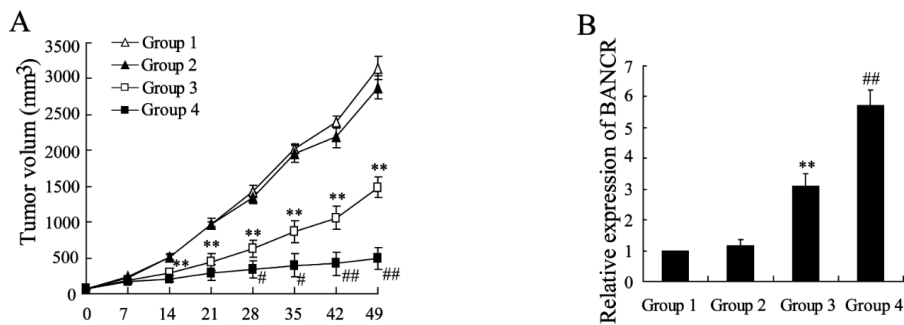 A
Tumor volum (mm3)
3500
3000
2500
2000
1500
1000
500
0
Group 1
Group 2
Group 3
Group 4
**
**
**
**
**
**
#
#
##
##
0 7 14 21 28 35 42 49
B
Relative expression of BANCR
7
6
5
4
3
2
1
0
**
##
Group 1 Group 2 Group 3 Group 4